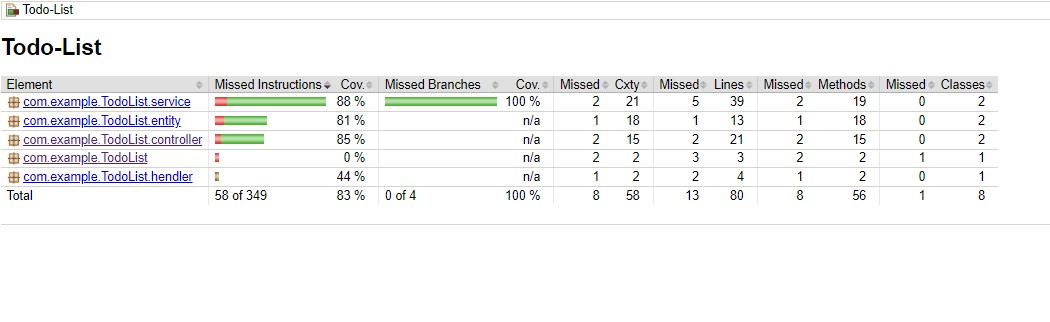 Todo-List
Todo-List
Element Missed Instructions Cov. Missed Branches Cov. Missed Cxty Missed Lines Missed Methods Missed Classes
com.example.TodoList.service 88 % 100 % 2 21 5 39 2 19 0 2
com.example.TodoList.entity 81 % n/a 1 18 1 13 1 18 0 2
com.example.TodoList.controller 85 % n/a 2 15 2 21 2 15 0 2
com.example.TodoList 0 % n/a 2 2 3 3 2 2 1 1
com.example.TodoList.hendler 44 % n/a 1 2 2 4 1 2 0 1
Total 58 of 349 83 % 0 of 4 100 % 8 58 13 80 8 56 1 8